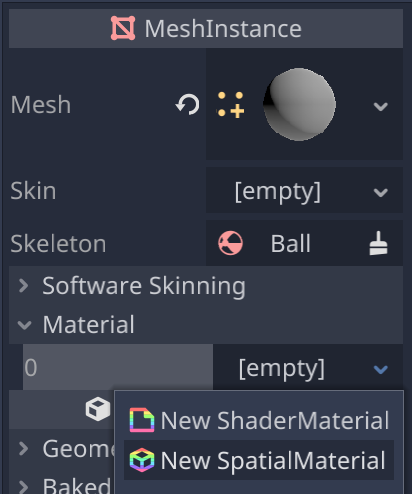 MeshInstance
Mesh
Skin [empty]
Skeleton Ball
Software Skinning
Material
0 [empty]
New ShaderMaterial
Geome
New SpatialMaterial
Baked